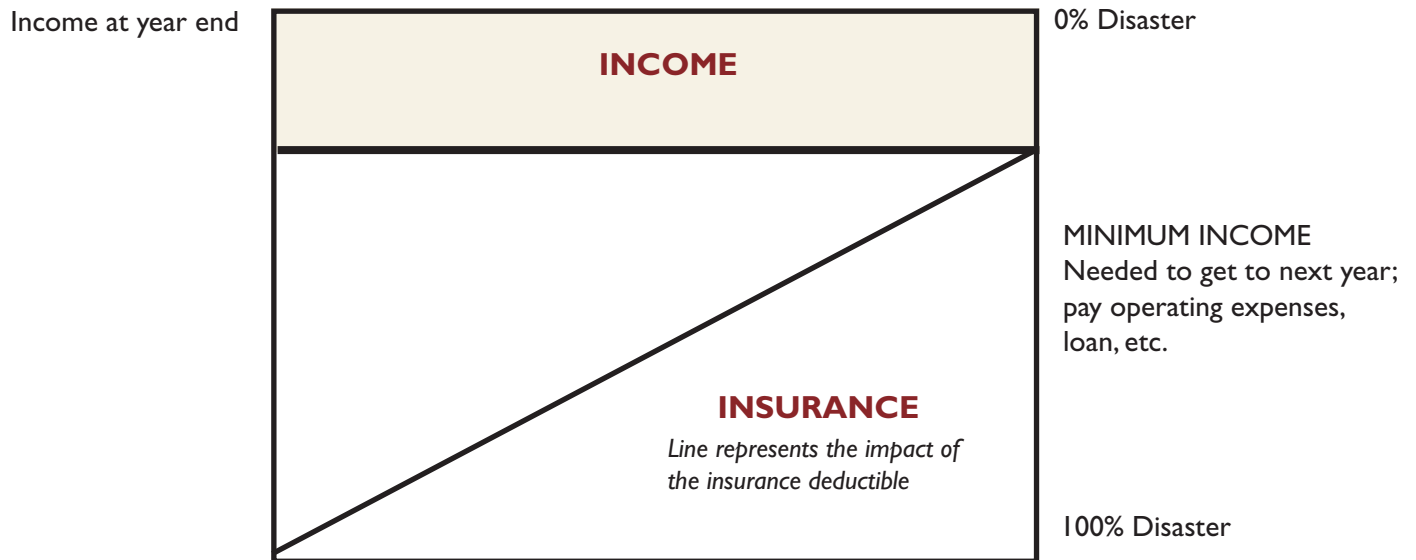 Income at year end
0% Disaster
INCOME
MINIMUM INCOME
Needed to get to next year;
pay operating expenses,
loan, etc.
INSURANCE
Line represents the impact of
the insurance deductible
100% Disaster